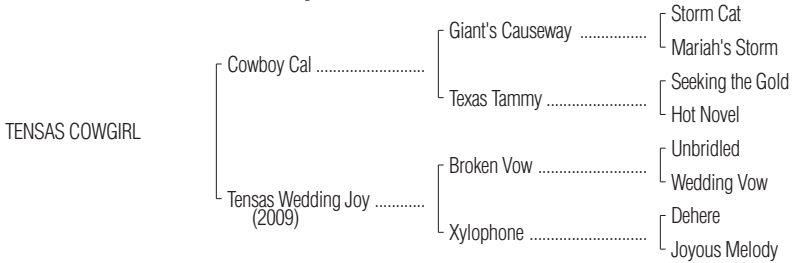 TENSAS COWGIRL
Cowboy Cal ..........................
Tensas Wedding Joy ............
(2009)
Giant's Causeway ................
Texas Tammy ........................
Broken Vow ..........................
Xylophone ............................
Storm Cat
Mariah's Storm
Seeking the Gold
Hot Novel
Unbridled
Wedding Vow
Dehere
Joyous Melody